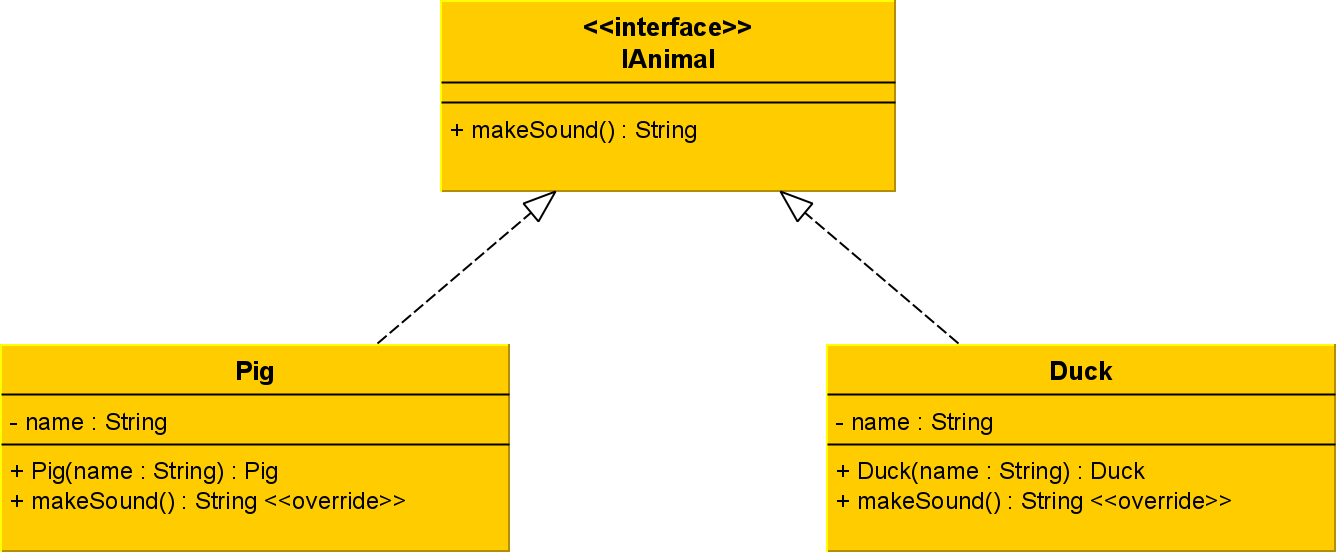 <<interface>>
IAnimal
+ makeSound() : String
Pig
- name : String
+ Pig(name : String) : Pig
+ makeSound() : String <<override>>
Duck
- name : String
+ Duck(name : String) : Duck
+ makeSound() : String <<override>>